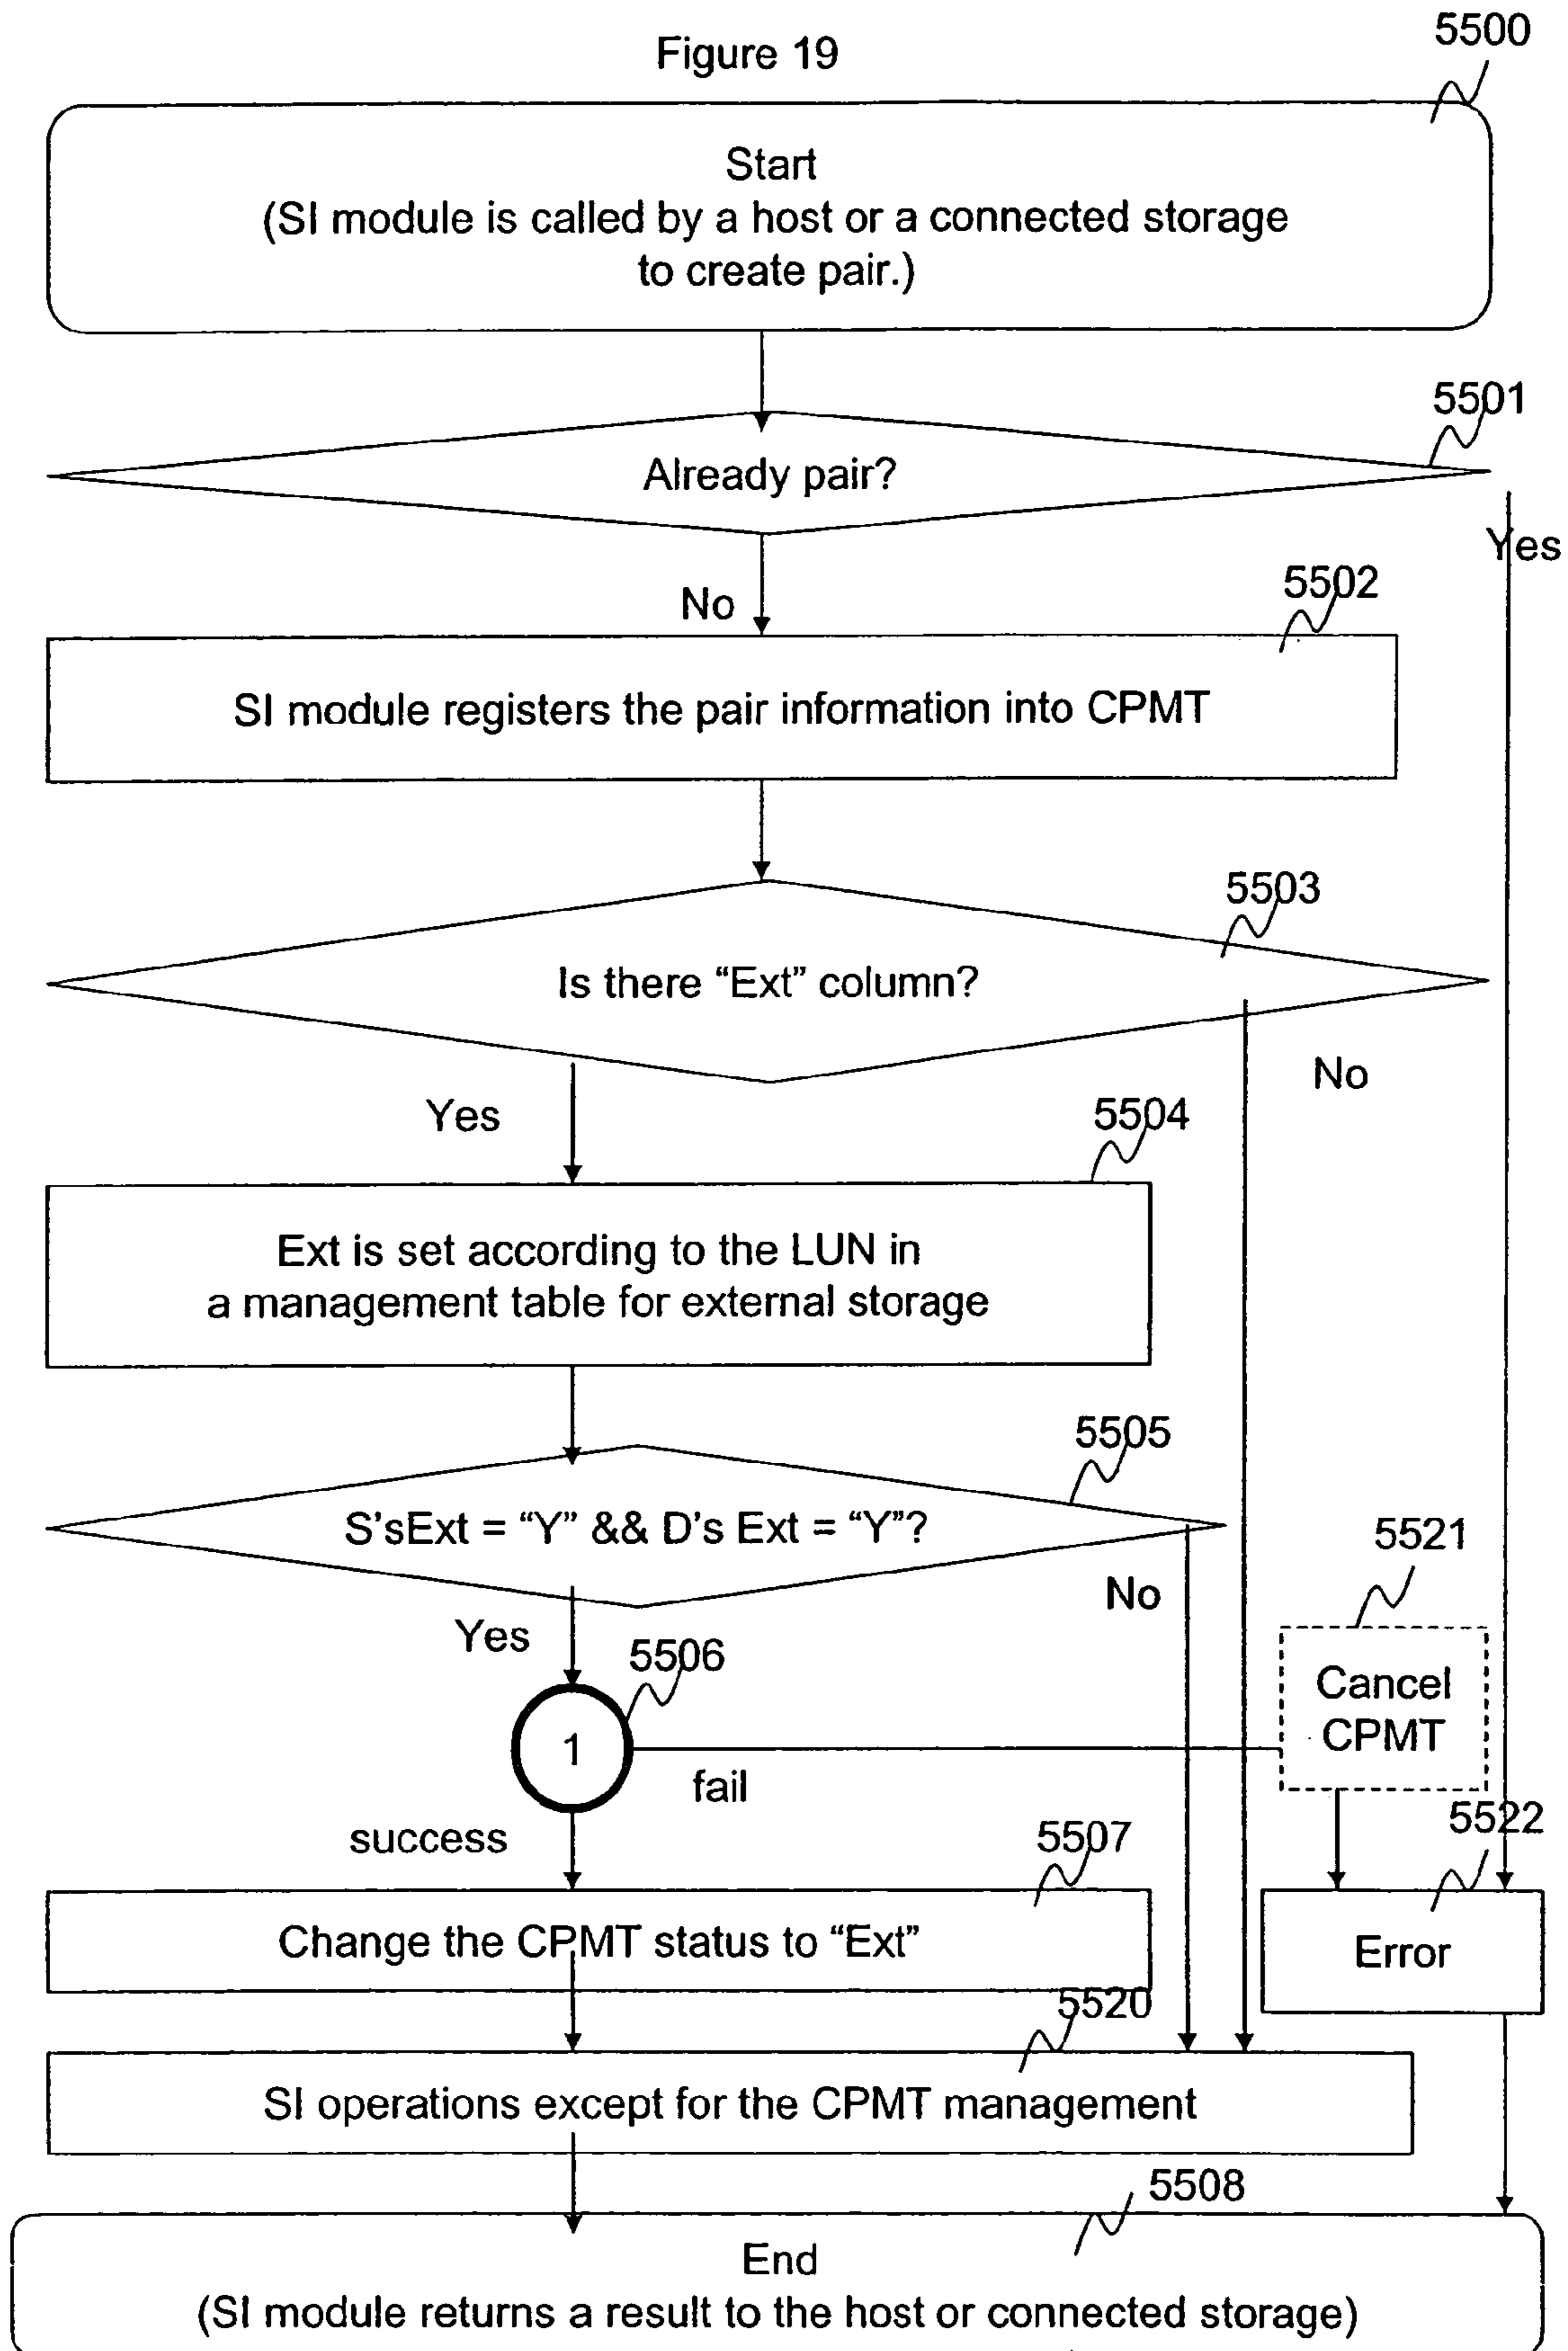 Figure 19
5500
Start
(SI module is called by a host or a connected storage
to create pair.)
5501
Already pair?
Yes
No
5502
SI module registers the pair information into CPMT
5503
Is there “Ext” column?
No
Yes
5504
Ext is set according to the LUN in
a management table for external storage
5505
S'sExt = “Y” && D's Ext = “Y”?
No
5521
Yes
5506
Cancel
CPMT
1
fail
success
5507
5522
Change the CPMT status to “Ext”
Error
5520
SI operations except for the CPMT management
5508
End
(SI module returns a result to the host or connected storage)